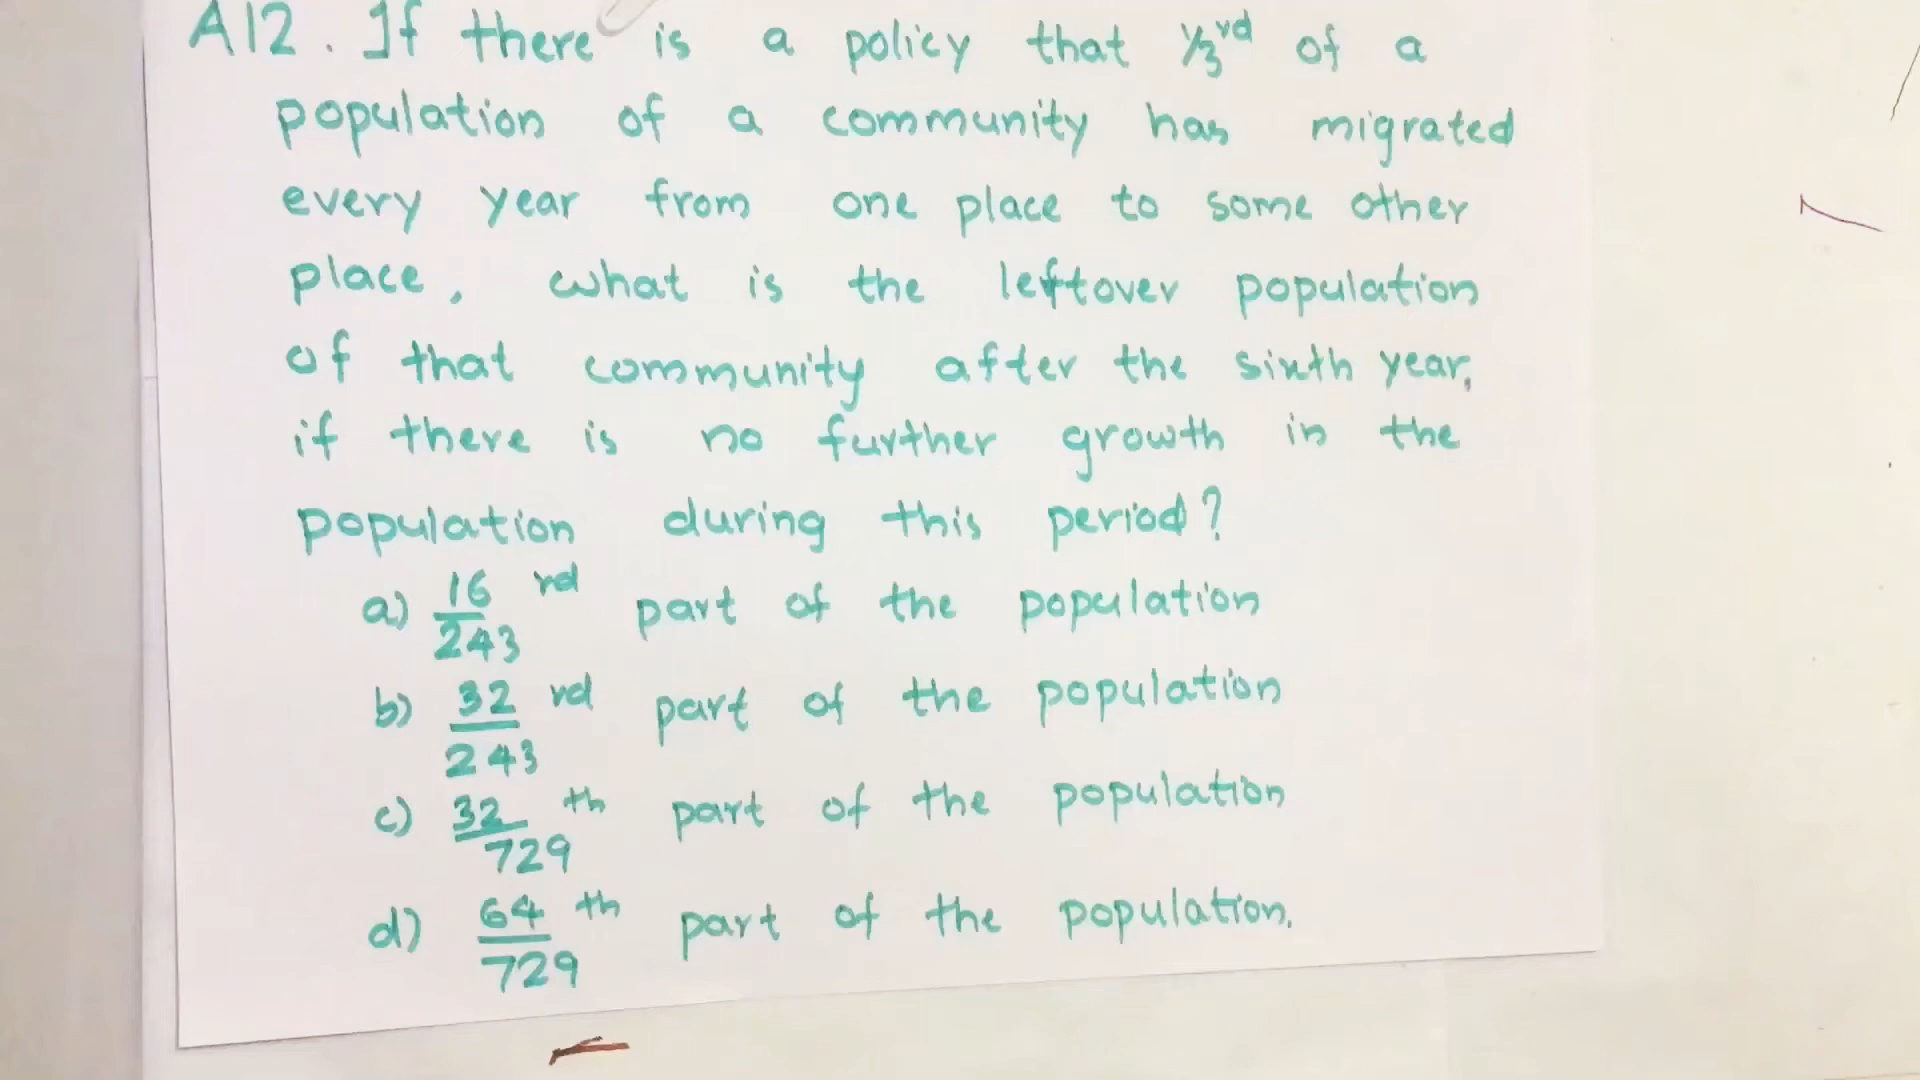 A12. If there is a policy that 1/3rd of a
population of a community has migrated
every year from one place to some other
place, what is the leftover population
of that community after the sixth year,
if there is no further growth in the
population during this period?
a) 16/243 rd part of the population
b) 32/243 rd part of the population
c) 32/729 th part of the population
d) 64/729 th part of the population.